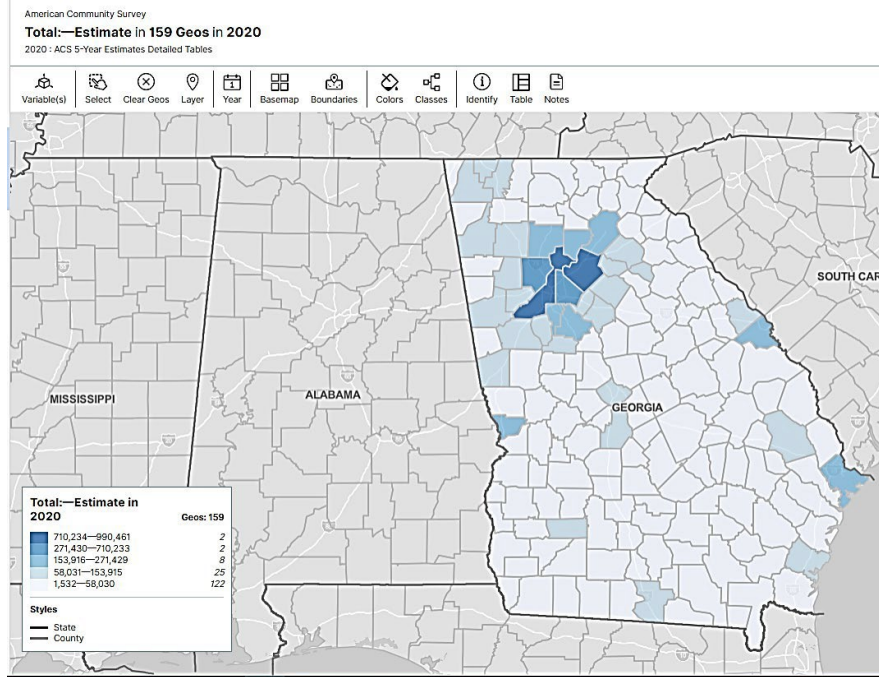 American Community Survey
Total:—Estimate in 159 Geos in 2020
2020 : ACS 5-Year Estimates Detailed Tables
Variable(s) Select Clear Geos Layer Year Basemap Boundaries Colors Classes Identify Table Notes
SOUTH CAR
MISSISSIPPI
ALABAMA
GEORGIA
Total:—Estimate in
2020 Geos: 159
710,234—990,461 2
271,430—710,233 2
153,916—271,429 8
58,031—153,915 25
1,532—58,030 122
Styles
State
County